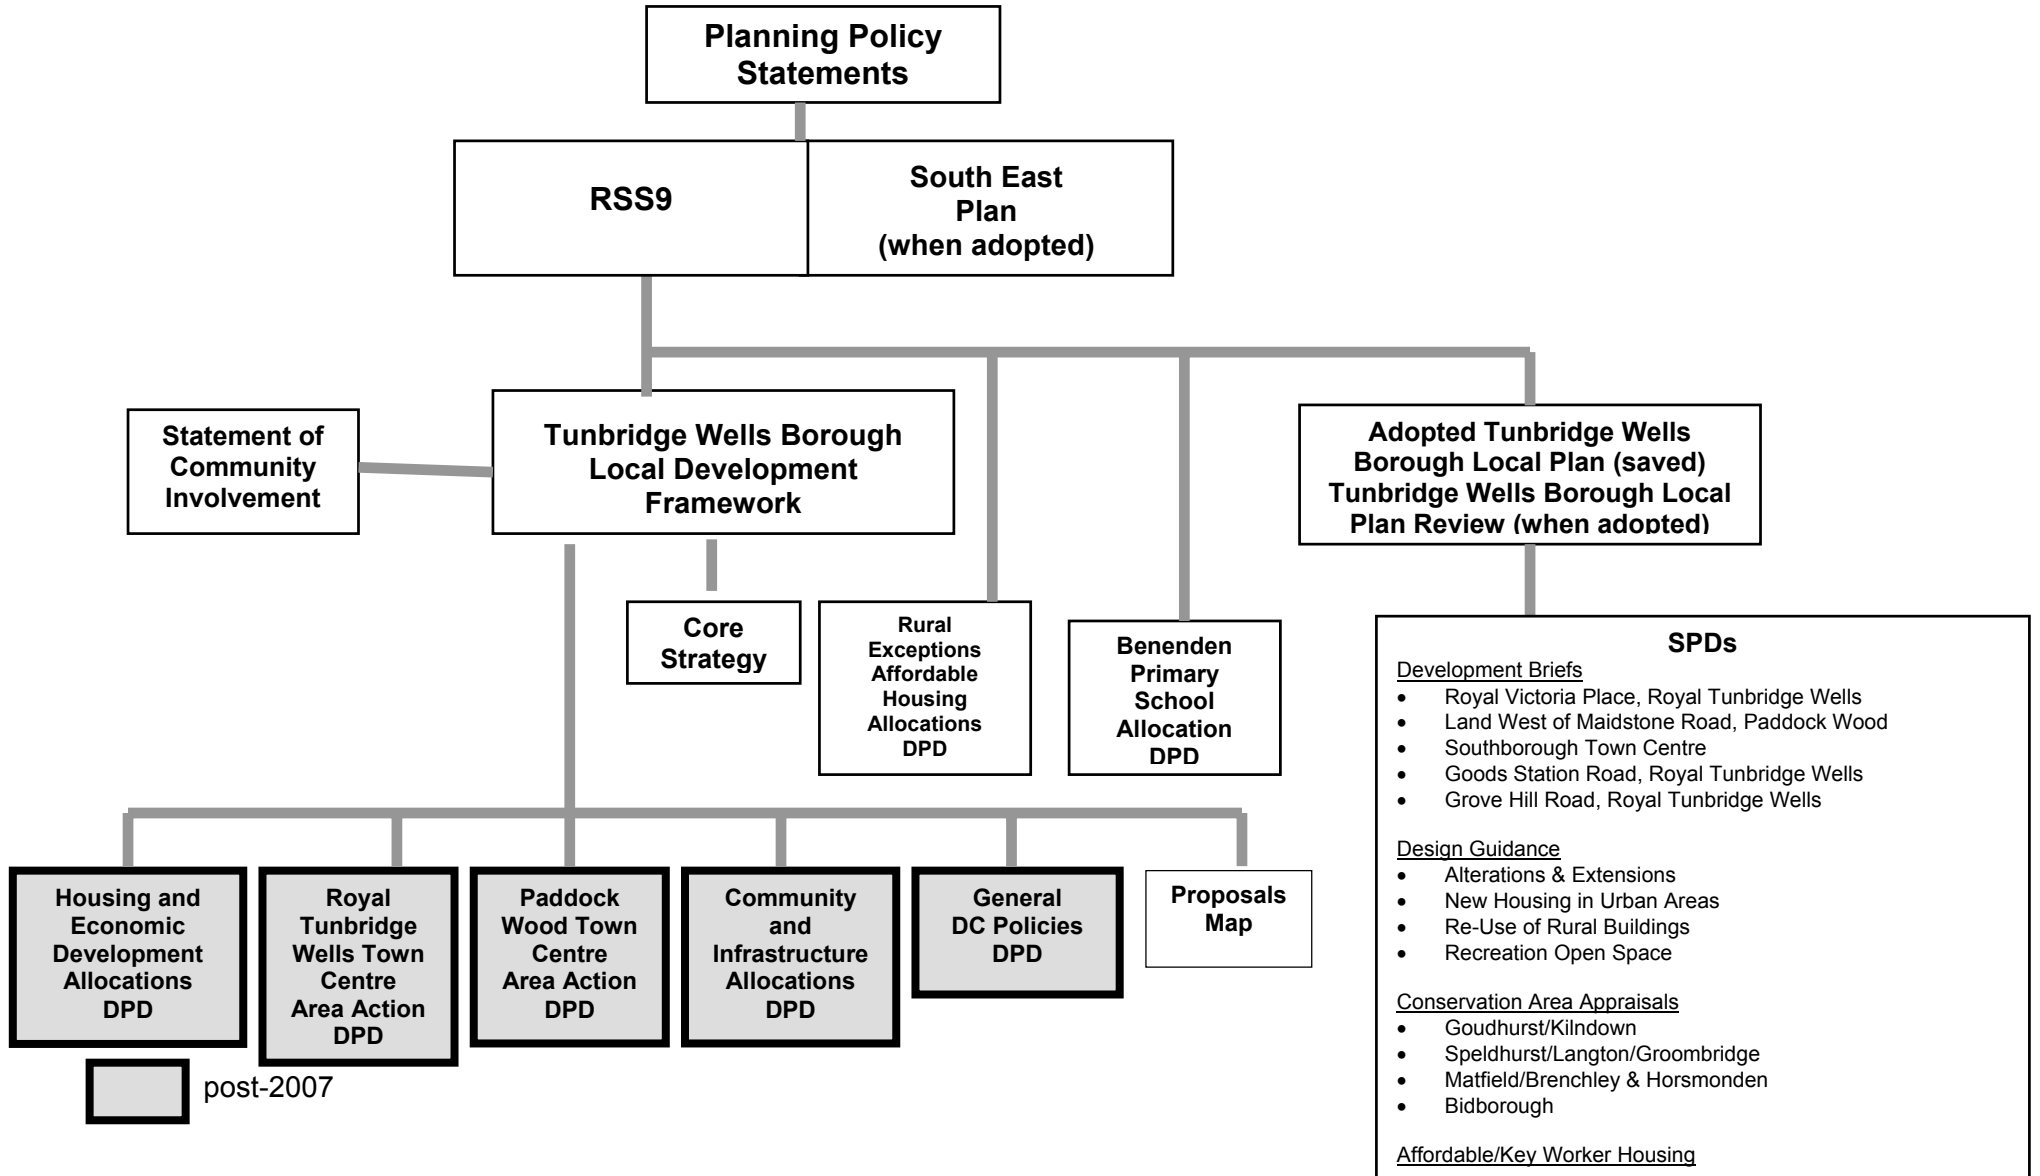 Planning Policy
Statements
RSS9
South East
Plan
(when adopted)
Statement of
Community
Involvement
Tunbridge Wells Borough
Local Development
Framework
Adopted Tunbridge Wells
Borough Local Plan (saved)
Tunbridge Wells Borough Local
Plan Review (when adopted)
Core
Strategy
Rural
Exceptions
Affordable
Housing
Allocations
DPD
Benenden
Primary
School
Allocation
DPD
SPDs
Development Briefs
• Royal Victoria Place, Royal Tunbridge Wells
• Land West of Maidstone Road, Paddock Wood
• Southborough Town Centre
• Goods Station Road, Royal Tunbridge Wells
• Grove Hill Road, Royal Tunbridge Wells
Design Guidance
• Alterations & Extensions
• New Housing in Urban Areas
• Re-Use of Rural Buildings
• Recreation Open Space
Conservation Area Appraisals
• Goudhurst/Kilndown
• Speldhurst/Langton/Groombridge
• Matfield/Brenchley & Horsmonden
• Bidborough
Affordable/Key Worker Housing
Housing and
Economic
Development
Allocations
DPD
Royal
Tunbridge
Wells Town
Centre
Area Action
DPD
Paddock
Wood Town
Centre
Area Action
DPD
Community
and
Infrastructure
Allocations
DPD
General
DC Policies
DPD
Proposals
Map
post-2007